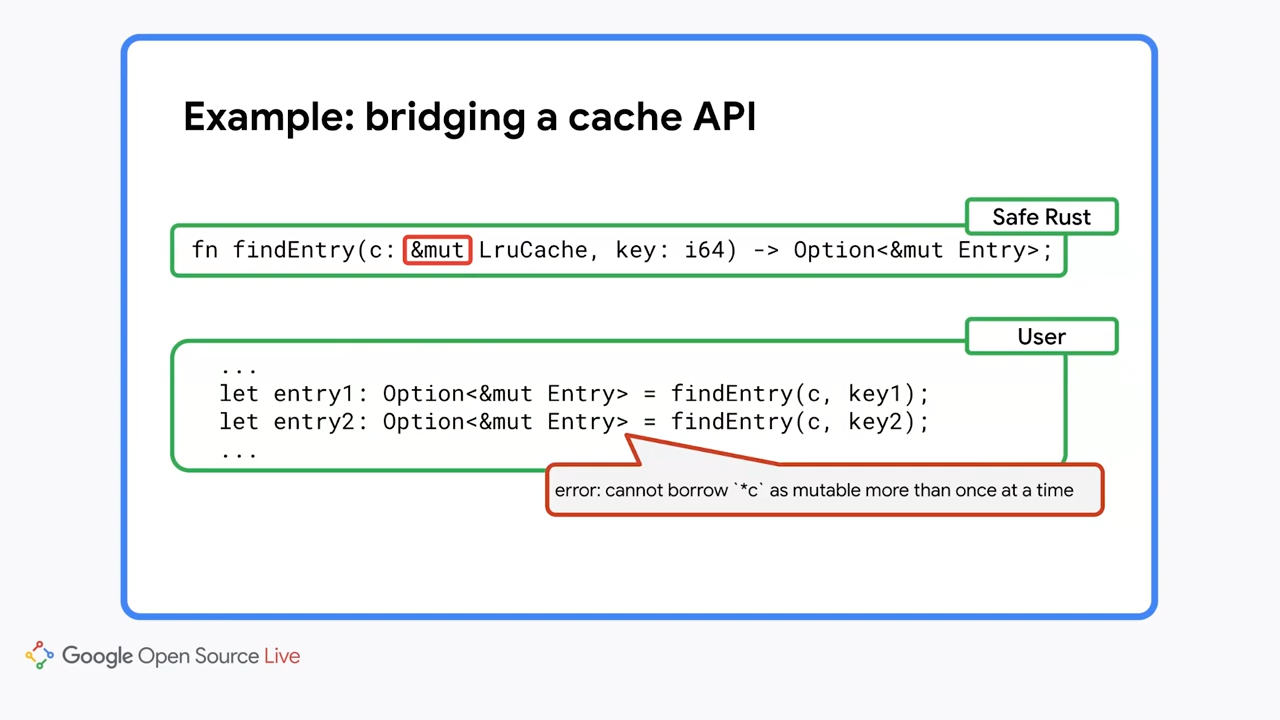 Example: bridging a cache API
Safe Rust
fn findEntry(c: &mut LruCache, key: i64) -> Option<&mut Entry>;
User
...
let entry1: Option<&mut Entry> = findEntry(c, key1);
let entry2: Option<&mut Entry> = findEntry(c, key2);
...
error: cannot borrow `*c` as mutable more than once at a time
Google Open Source Live